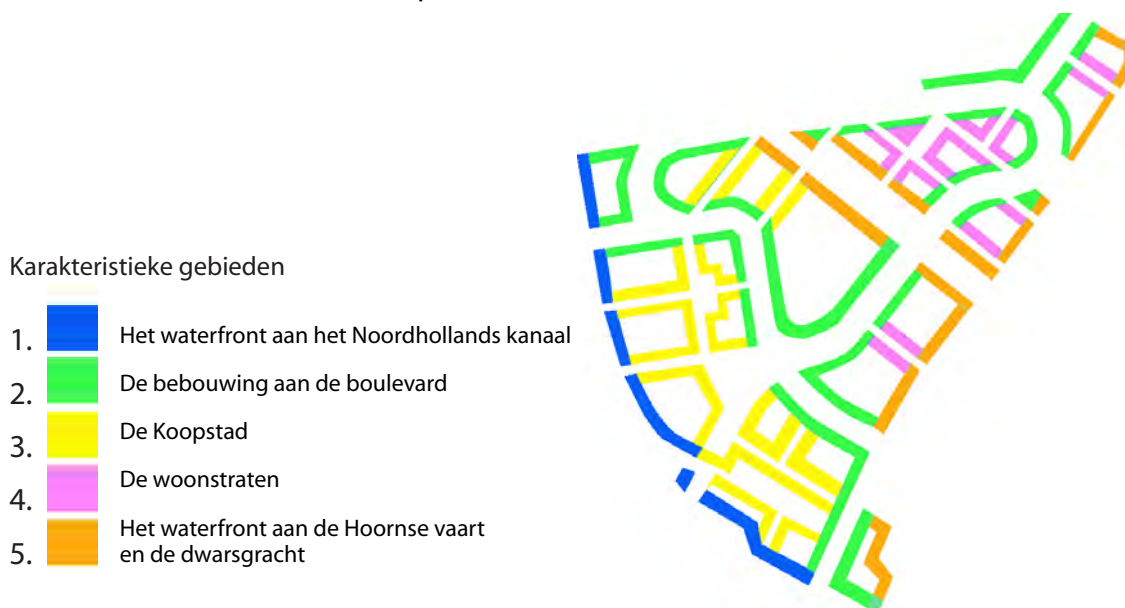 Karakteristieke gebieden
1. Het waterfront aan het Noordhollands kanaal
2. De bebouwing aan de boulevard
3. De Koopstad
4. De woonstraten
5. Het waterfront aan de Hoornse vaart
en de dwarsgracht